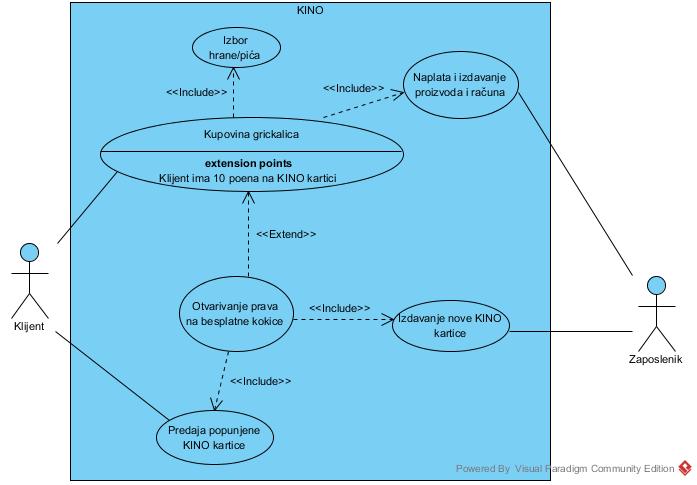 KINO
Izbor
hrane/pića
<<Include>>
<<Include>>
Naplata i izdavanje
proizvoda i računa
Kupovina grickalica
extension points
Klijent ima 10 poena na KINO kartici
<<Extend>>
Klijent
Otvarivanje prava
na besplatne kokice
<<Include>>
Izdavanje nove KINO
kartice
Zaposlenik
<<Include>>
Predaja popunjene
KINO kartice
Powered By Visual Paradigm Community Edition